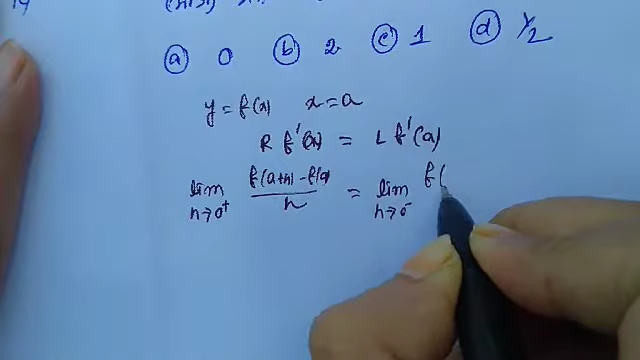 ⓐ 0 ⓑ 2 ⓒ 1 ⓓ 1/2
y = f(x) x = a
R f'(a) = L f'(a)
lim h→0⁺ f(a+h) - f(a) / h = lim h→0⁻ f(